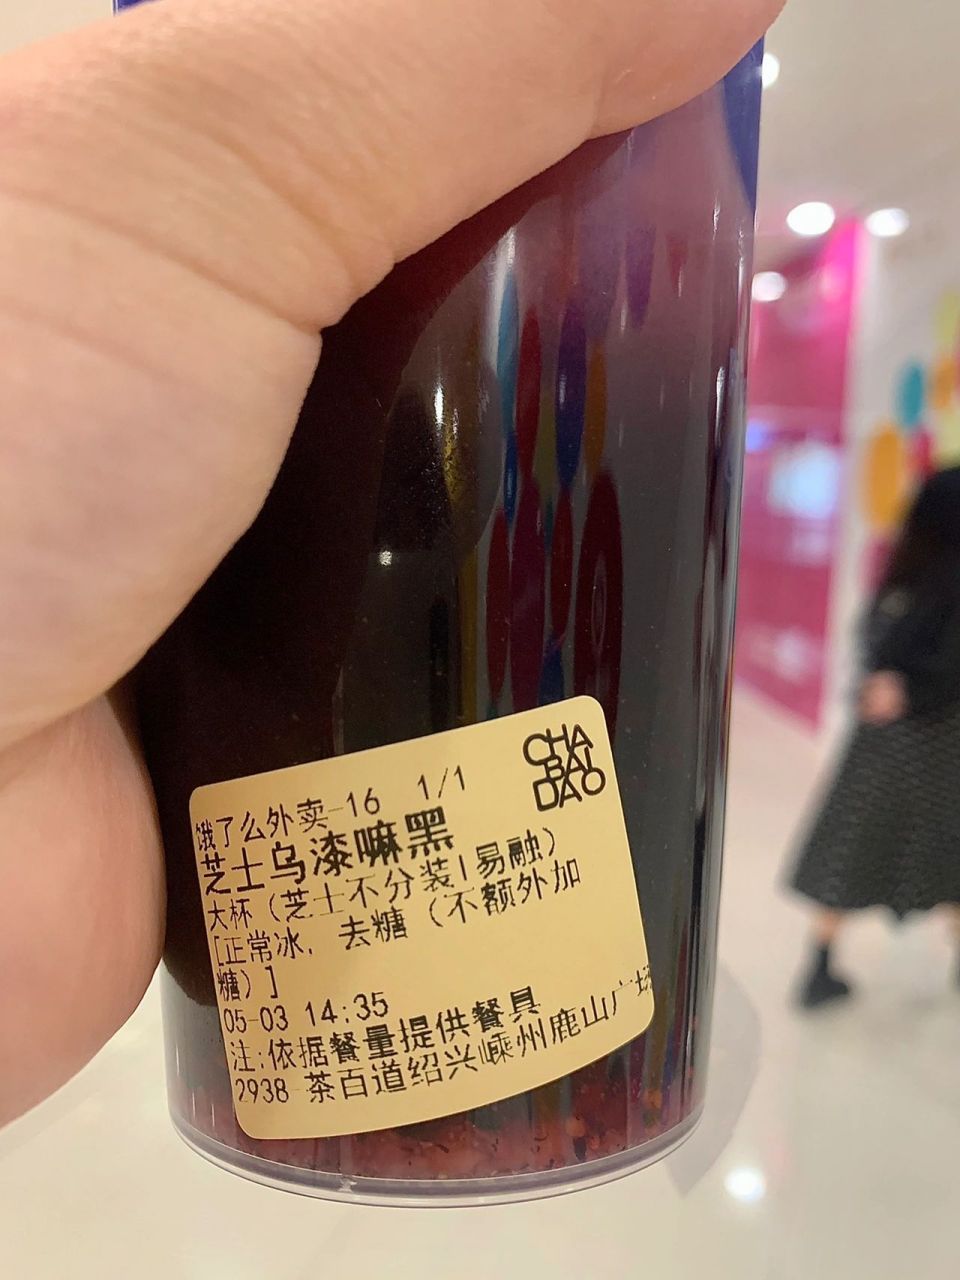 CHA
BAI
DAO
饿了么外卖-16 1/1
芝士乌漆嘛黑
大杯（芝士不分装|易融）
[正常冰, 去糖（不额外加
糖）]
05-03 14:35
注:依据餐量提供餐具
2938-茶百道绍兴嵊州鹿山广场